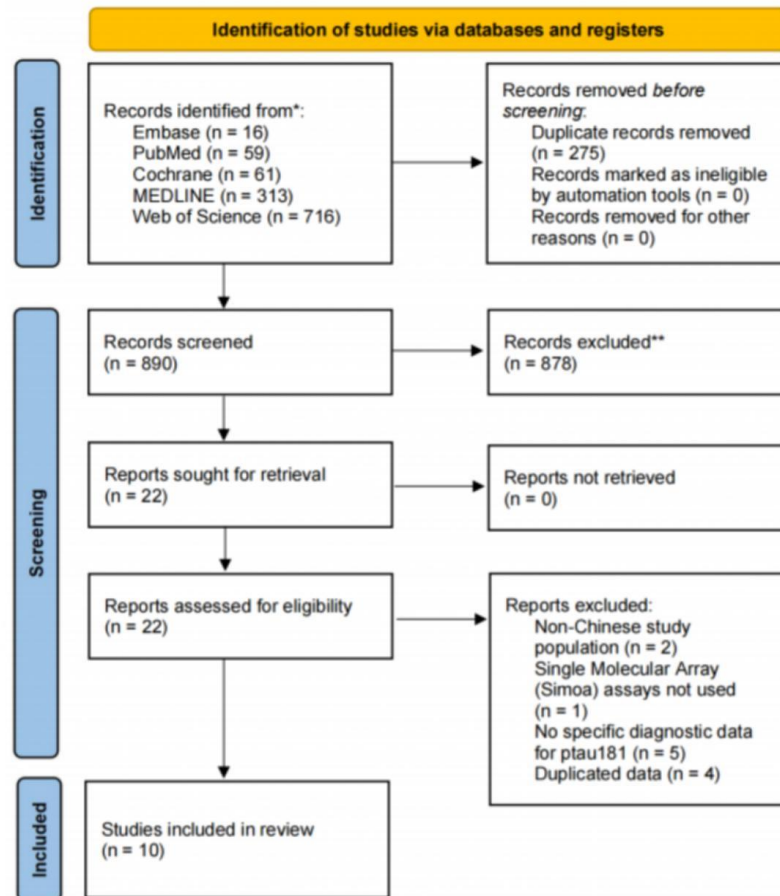 Identification of studies via databases and registers
Identification
Records identified from*:
Embase (n = 16)
PubMed (n = 59)
Cochrane (n = 61)
MEDLINE (n = 313)
Web of Science (n = 716)
Records removed before
screening:
Duplicate records removed
(n = 275)
Records marked as ineligible
by automation tools (n = 0)
Records removed for other
reasons (n = 0)
Screening
Records screened
(n = 890)
Records excluded**
(n = 878)
Reports sought for retrieval
(n = 22)
Reports not retrieved
(n = 0)
Reports assessed for eligibility
(n = 22)
Reports excluded:
Non-Chinese study
population (n = 2)
Single Molecular Array
(Simoa) assays not used
(n = 1)
No specific diagnostic data
for ptau181 (n = 5)
Duplicated data (n = 4)
Included
Studies included in review
(n = 10)